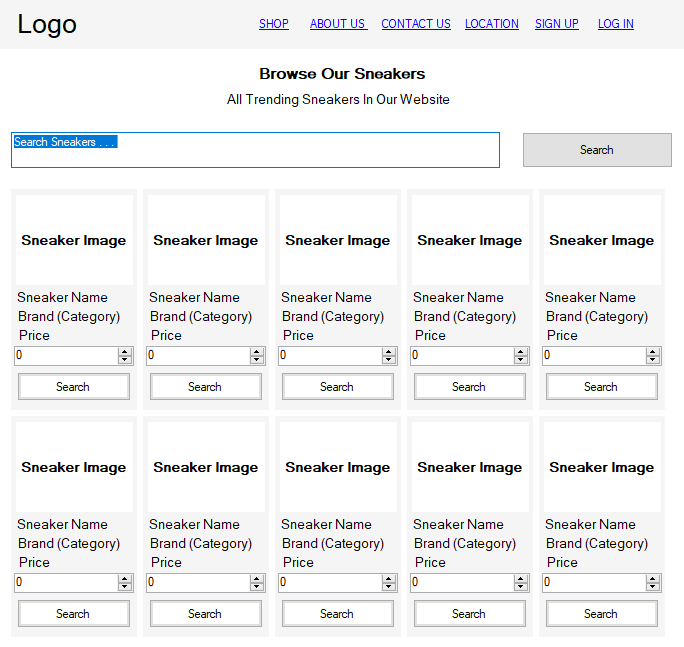 Logo SHOP ABOUT US CONTACT US LOCATION SIGN UP LOG IN
Browse Our Sneakers
All Trending Sneakers In Our Website
Search Sneakers . . . Search
Sneaker Image Sneaker Image Sneaker Image Sneaker Image Sneaker Image
Sneaker Name Sneaker Name Sneaker Name Sneaker Name Sneaker Name
Brand (Category) Brand (Category) Brand (Category) Brand (Category) Brand (Category)
Price Price Price Price Price
0 0 0 0 0
Search Search Search Search Search
Sneaker Image Sneaker Image Sneaker Image Sneaker Image Sneaker Image
Sneaker Name Sneaker Name Sneaker Name Sneaker Name Sneaker Name
Brand (Category) Brand (Category) Brand (Category) Brand (Category) Brand (Category)
Price Price Price Price Price
0 0 0 0 0
Search Search Search Search Search